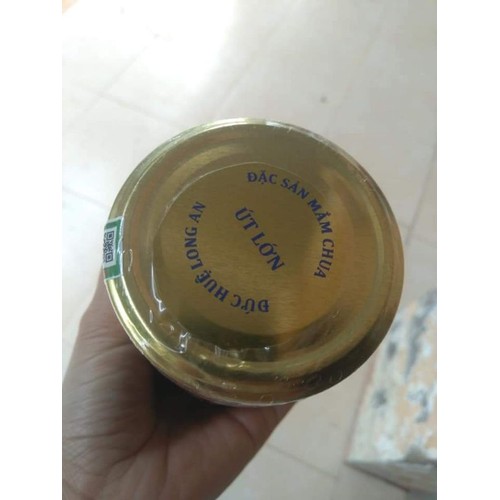 ĐẶC SẢN MẮM CHUA
ÚT LỚN
ĐỨC HUỆ LONG AN